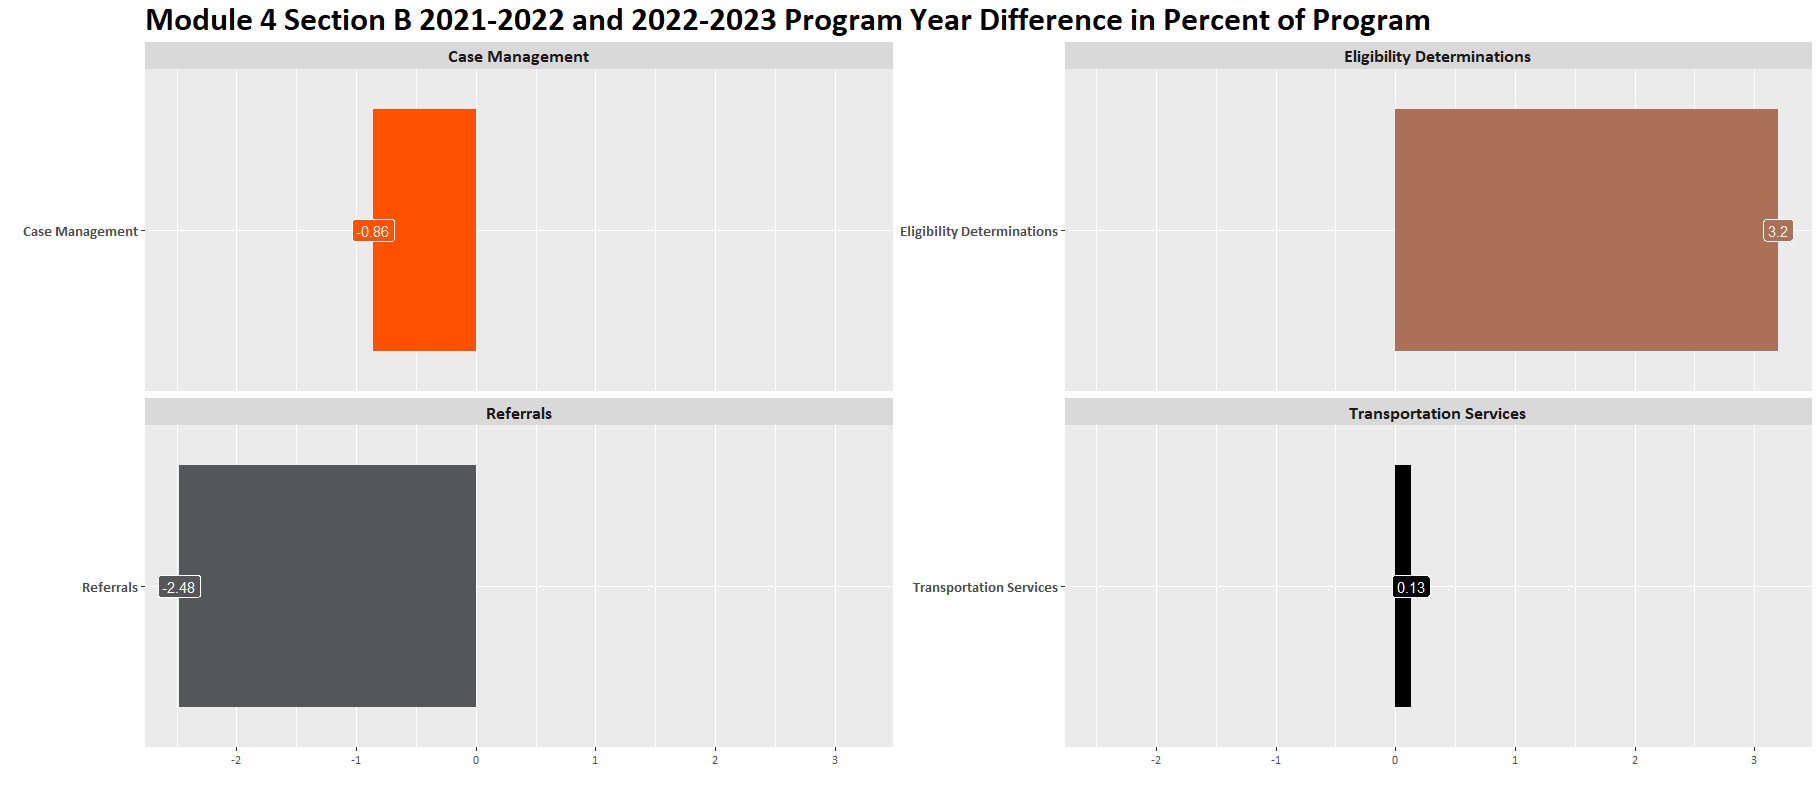 Module 4 Section B 2021-2022 and 2022-2023 Program Year Difference in Percent of Program
Case Management
Eligibility Determinations
Case Management
-0.86
Eligibility Determinations
3.2
Referrals
Transportation Services
Referrals
-2.48
Transportation Services
0.13
-2 -1 0 1 2 3
-2 -1 0 1 2 3